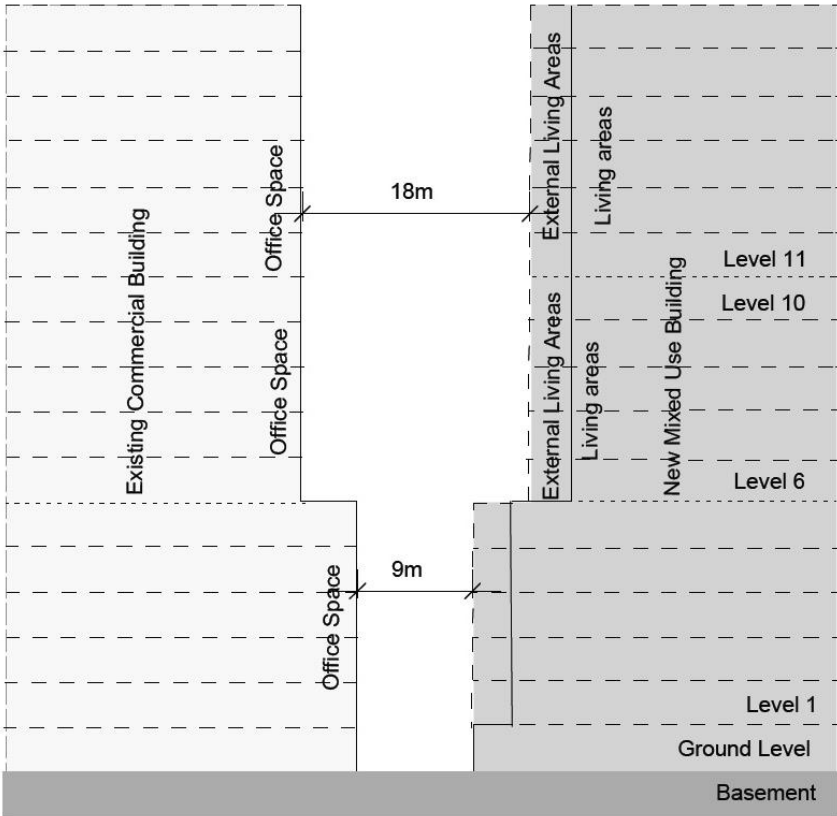 Existing Commercial Building
Office Space
Office Space
Office Space
18m
9m
External Living Areas
Living areas
External Living Areas
Living areas
New Mixed Use Building
Level 11
Level 10
Level 6
Level 1
Ground Level
Basement